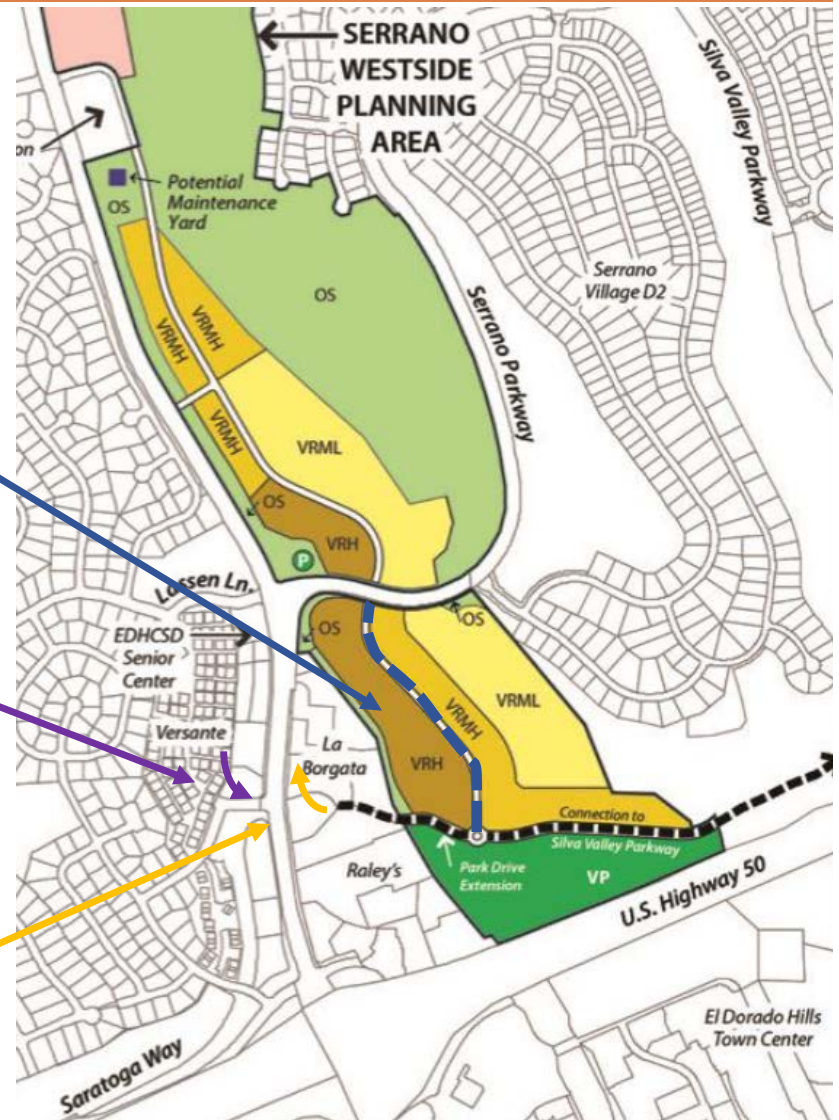 SERRANO
WESTSIDE
PLANNING
AREA
Silva Valley Parkway
on
Potential
Maintenance
Yard
OS
OS
Serrano
Village D2
Serrano Parkway
VRMH
VRMH
VRMH
VRML
OS
VRH
P
Lassen Ln.
OS
OS
EDHCSD
Senior
Center
VRMH
VRML
Versante
La
Borgata
VRH
Connection to
Silva Valley Parkway
Raley's
Park Drive
Extension
VP
U.S. Highway 50
El Dorado Hills
Town Center
Saratoga Way